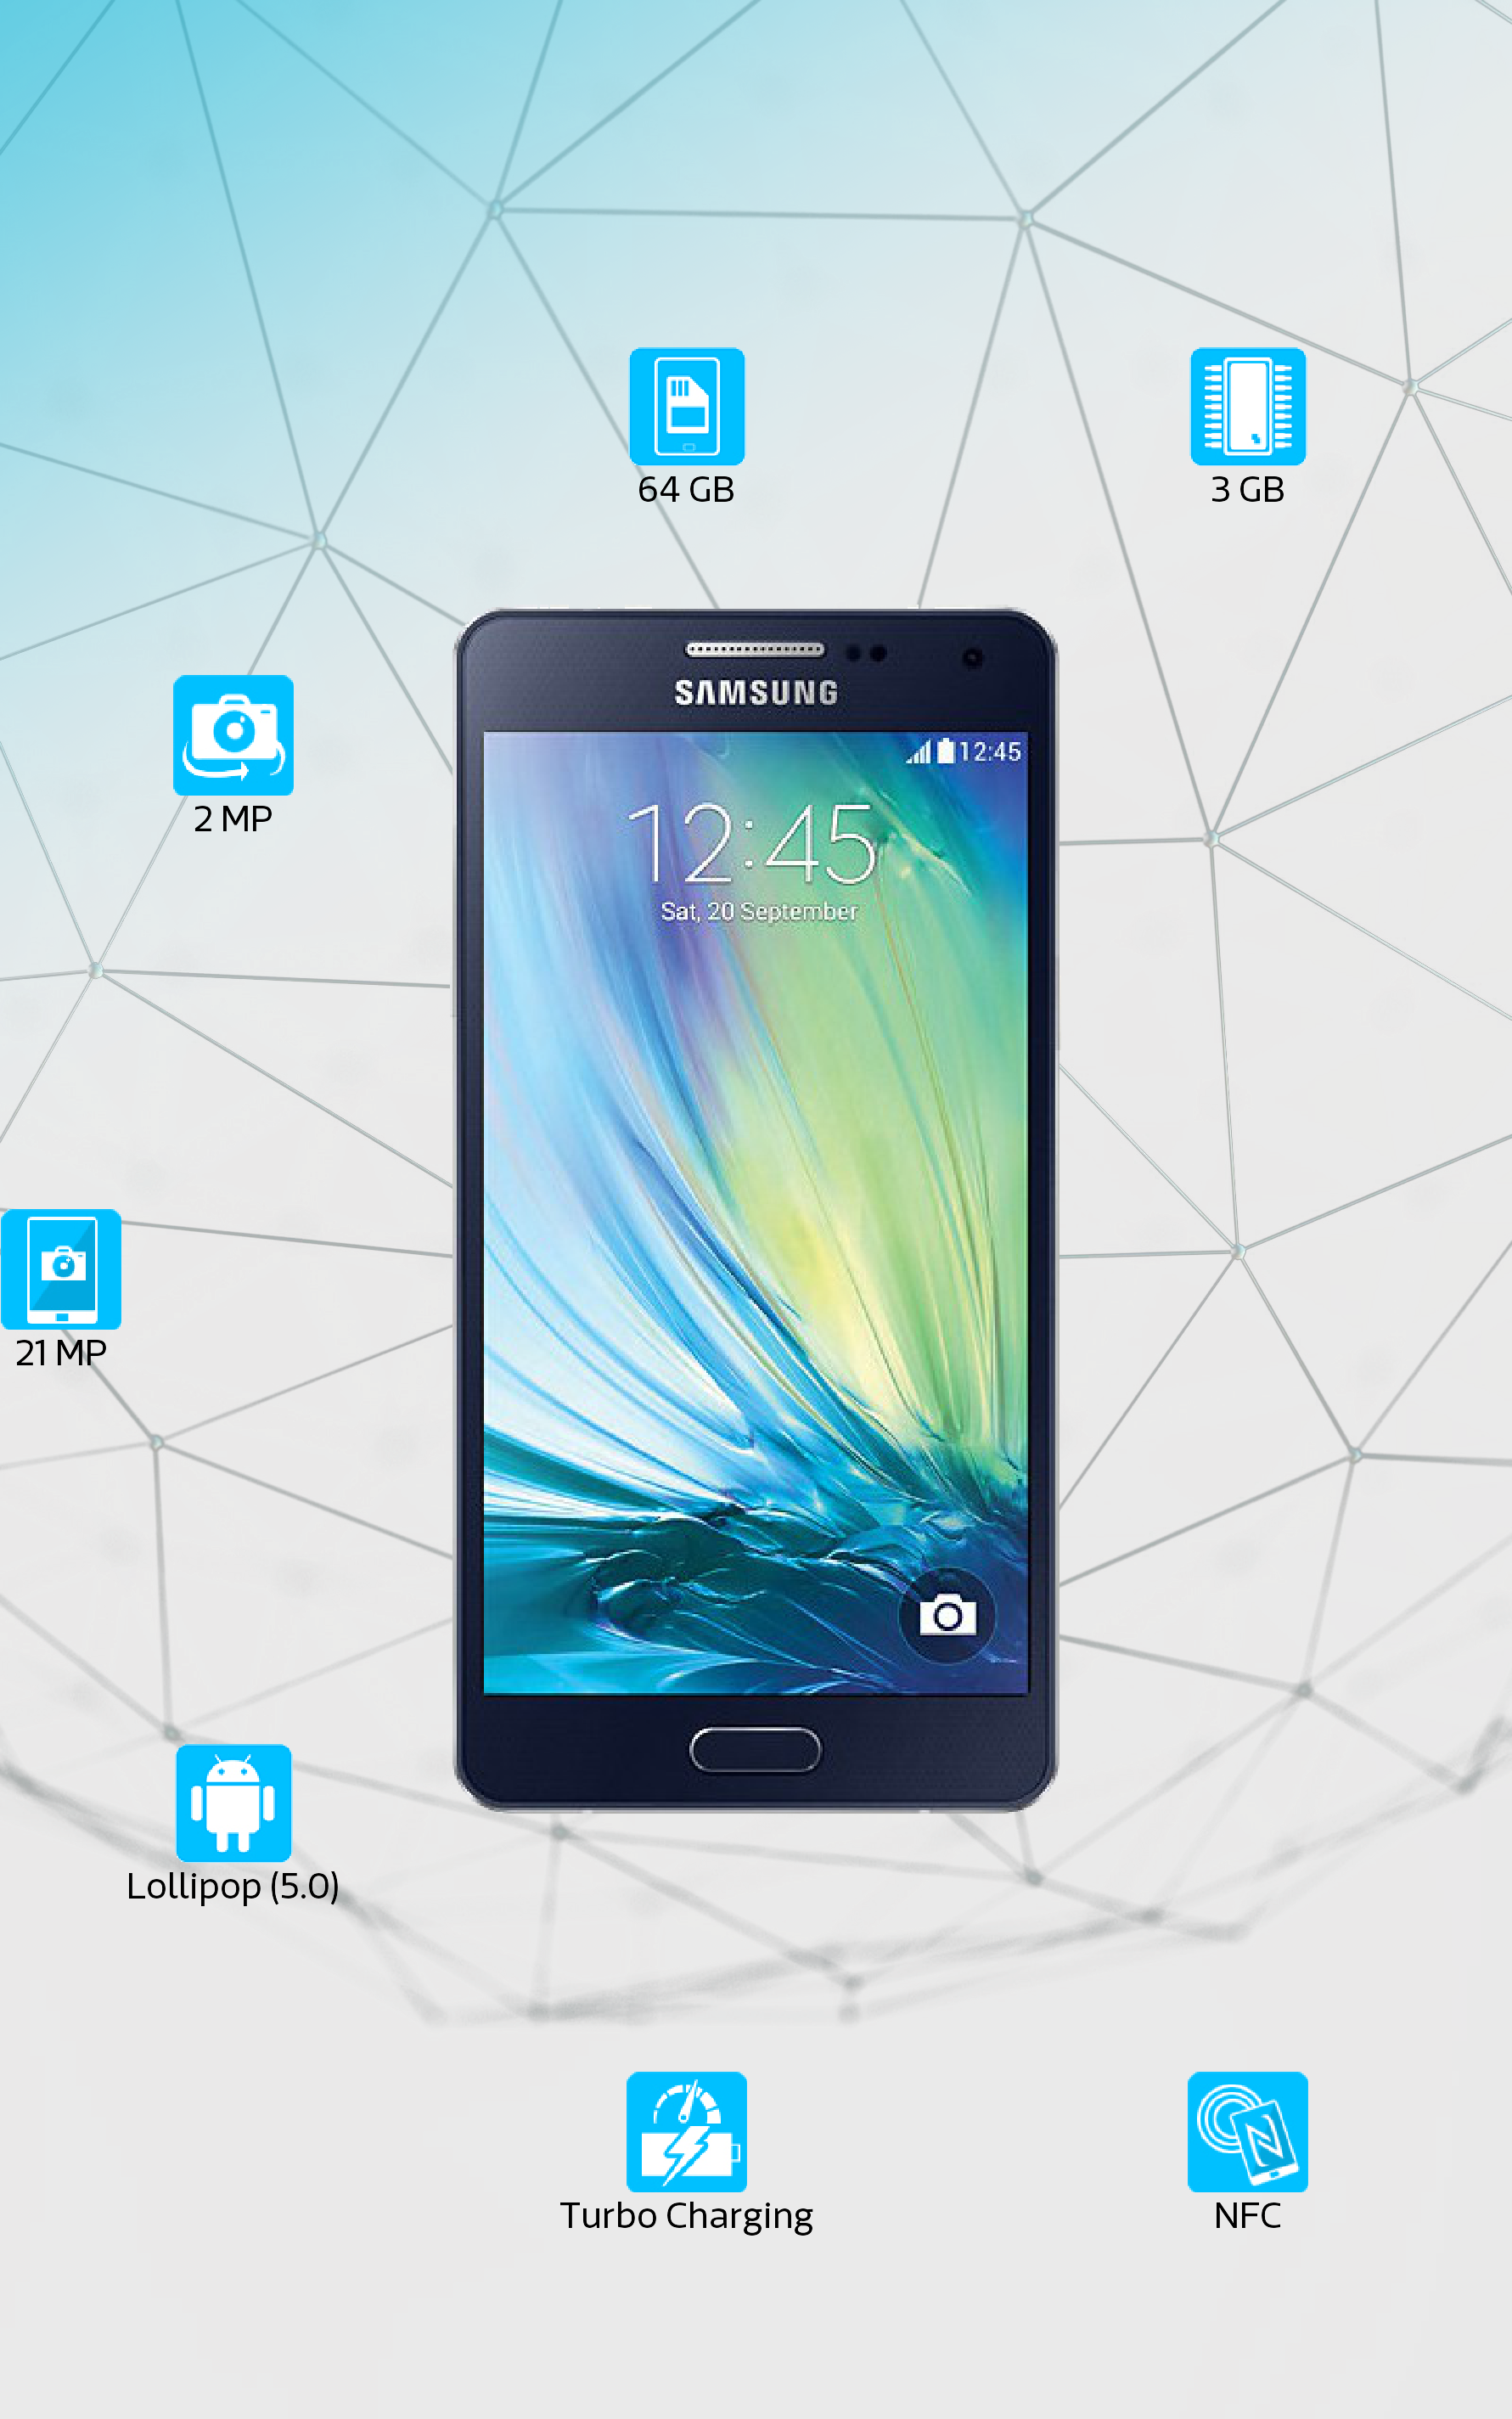 64 GB
3 GB
2 MP
SAMSUNG
12:45
12:45
Sat, 20 September
21 MP
Lollipop (5.0)
Turbo Charging
NFC